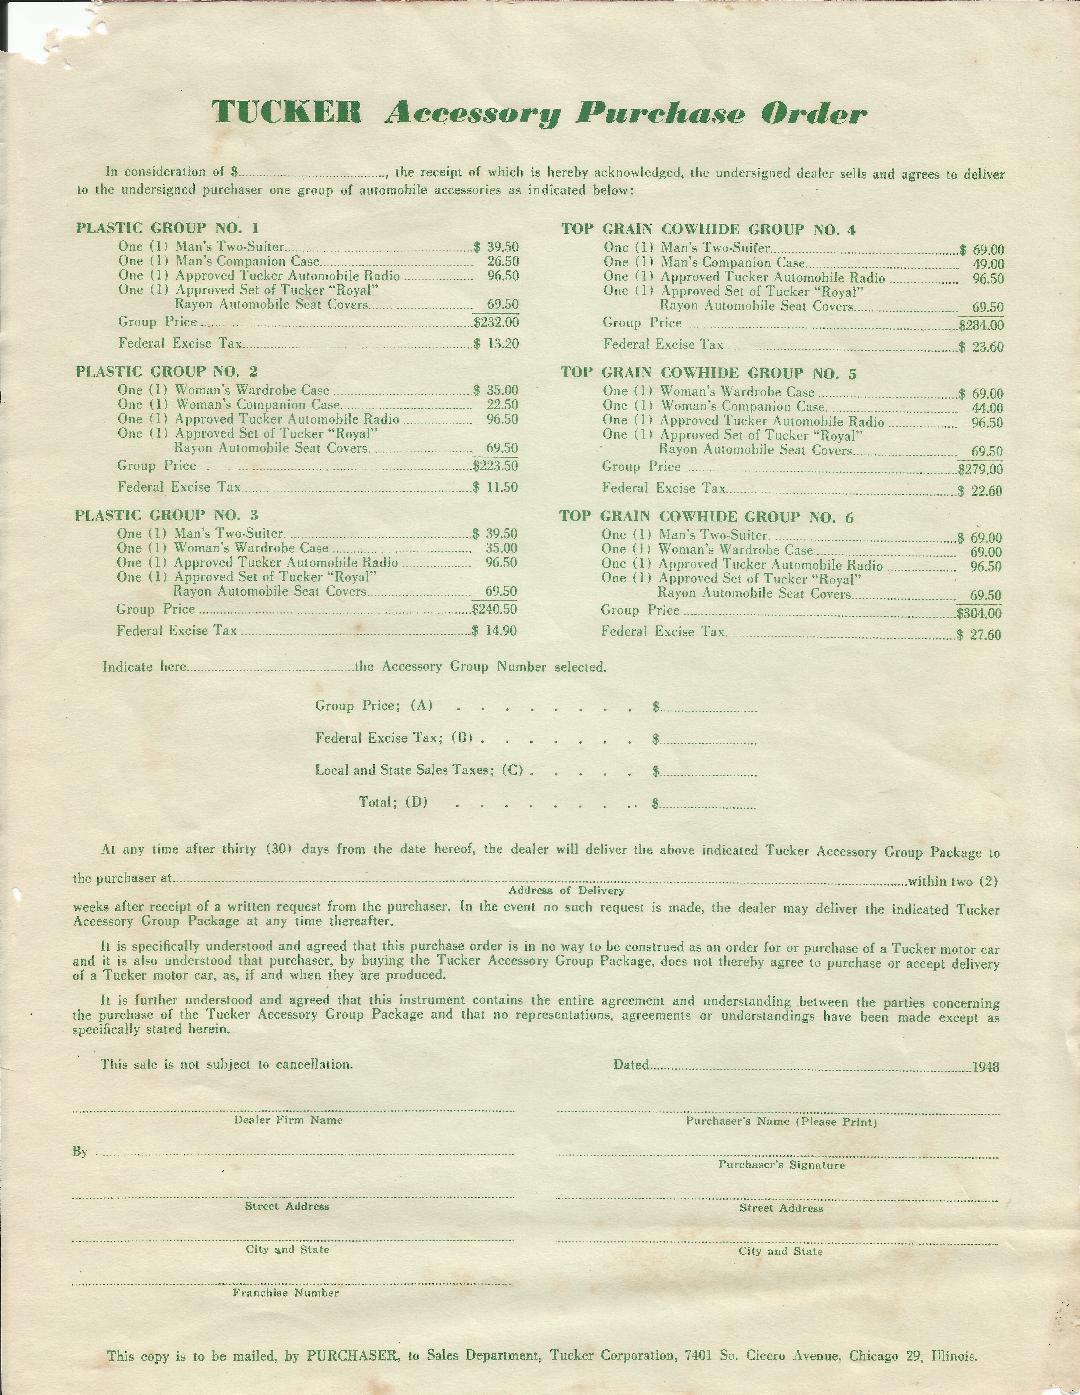 TUCKER Accessory Purchase Order
In consideration of $........................................, the receipt of which is hereby acknowledged, the undersigned dealer sells and agrees to deliver
to the undersigned purchaser one group of automobile accessories as indicated below:
PLASTIC GROUP NO. 1
One (1) Man's Two-Suiter................$ 39.50
One (1) Man's Companion Case................ 26.50
One (1) Approved Tucker Automobile Radio................ 96.50
One (1) Approved Set of Tucker "Royal"
Rayon Automobile Seat Covers................ 69.50
Group Price................$232.00
Federal Excise Tax................$ 13.20
PLASTIC GROUP NO. 2
One (1) Woman's Wardrobe Case................$ 35.00
One (1) Woman's Companion Case................ 22.50
One (1) Approved Tucker Automobile Radio................ 96.50
One (1) Approved Set of Tucker "Royal"
Rayon Automobile Seat Covers................ 69.50
Group Price................$223.50
Federal Excise Tax................$ 11.50
PLASTIC GROUP NO. 3
One (1) Man's Two-Suiter................$ 39.50
One (1) Woman's Wardrobe Case................ 35.00
One (1) Approved Tucker Automobile Radio................ 96.50
One (1) Approved Set of Tucker "Royal"
Rayon Automobile Seat Covers................ 69.50
Group Price................$240.50
Federal Excise Tax................$ 14.90
TOP GRAIN COWHIDE GROUP NO. 4
One (1) Man's Two-Suiter................$ 69.00
One (1) Man's Companion Case................ 49.00
One (1) Approved Tucker Automobile Radio................ 96.50
One (1) Approved Set of Tucker "Royal"
Rayon Automobile Seat Covers................ 69.50
Group Price................$284.00
Federal Excise Tax................$ 23.60
TOP GRAIN COWHIDE GROUP NO. 5
One (1) Woman's Wardrobe Case................$ 69.00
One (1) Woman's Companion Case................ 44.00
One (1) Approved Tucker Automobile Radio................ 96.50
One (1) Approved Set of Tucker "Royal"
Rayon Automobile Seat Covers................ 69.50
Group Price................$279.00
Federal Excise Tax................$ 22.60
TOP GRAIN COWHIDE GROUP NO. 6
One (1) Man's Two-Suiter................$ 69.00
One (1) Woman's Wardrobe Case................ 69.00
One (1) Approved Tucker Automobile Radio................ 96.50
One (1) Approved Set of Tucker "Royal"
Rayon Automobile Seat Covers................ 69.50
Group Price................$304.00
Federal Excise Tax................$ 27.60
Indicate here................the Accessory Group Number selected.
Group Price; (A) . . . . . . . . $................
Federal Excise Tax; (B) . . . . . . . $................
Local and State Sales Taxes; (C) . . . . . $................
Total; (D) . . . . . . . . $................
At any time after thirty (30) days from the date hereof, the dealer will deliver the above indicated Tucker Accessory Group Package to
the purchaser at................within two (2)
Address of Delivery
weeks after receipt of a written request from the purchaser. In the event no such request is made, the dealer may deliver the indicated Tucker
Accessory Group Package at any time thereafter.
It is specifically understood and agreed that this purchase order is in no way to be construed as an order for or purchase of a Tucker motor car
and it is also understood that purchaser, by buying the Tucker Accessory Group Package, does not thereby agree to purchase or accept delivery
of a Tucker motor car, as, if and when they are produced.
It is further understood and agreed that this instrument contains the entire agreement and understanding between the parties concerning
the purchase of the Tucker Accessory Group Package and that no representations, agreements or understandings have been made except as
specifically stated herein.
This sale is not subject to cancellation.
Dated................1948
Dealer Firm Name
Purchaser's Name (Please Print)
By ................
Purchaser's Signature
Street Address
Street Address
City and State
City and State
Franchise Number
This copy is to be mailed, by PURCHASER, to Sales Department, Tucker Corporation, 7401 So. Cicero Avenue, Chicago 29, Illinois.